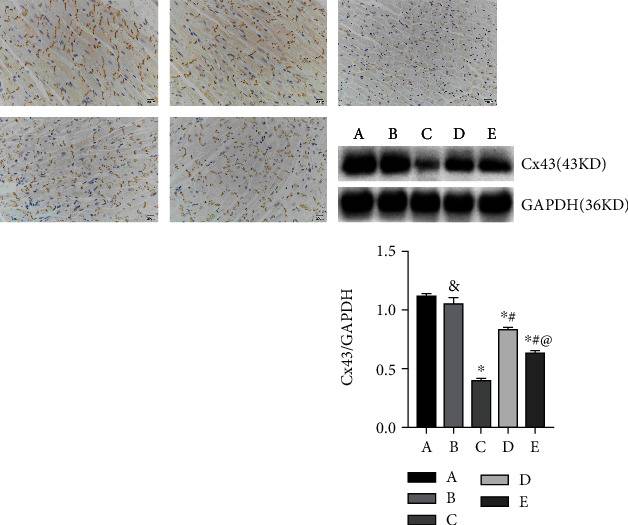 A B C D E
Cx43(43KD)
GAPDH(36KD)
1.5
1.0
0.5
0.0
Cx43/GAPDH
&
*
*#
*#@
A B C D E
A
B
C
D
E